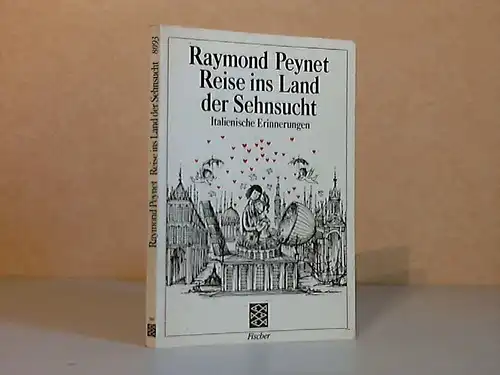 Raymond Peynet
Reise ins Land
der Sehnsucht
Italienische Erinnerungen
Fischer
Raymond Peynet Reise ins Land der Sehnsucht 8093